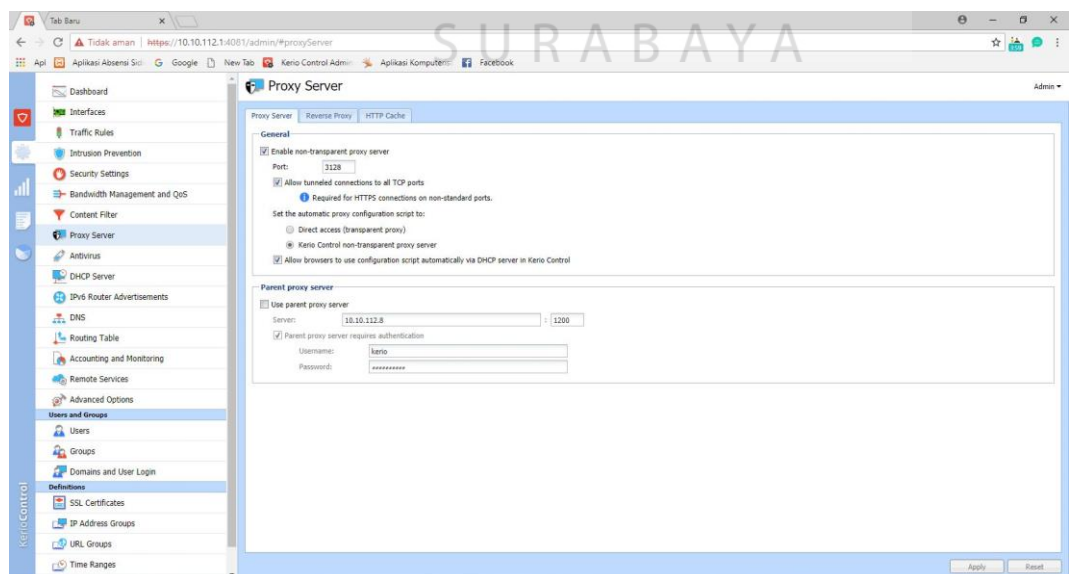 SURABAYA
Tab Baru
Tidak aman | https://10.10.112.1:4081/admin/#proxyServer
Apl
Aplikasi Absensi Sid
Google
New Tab
Kerio Control Admin
Aplikasi Komputeris
Facebook
159
Dashboard
Interfaces
Traffic Rules
Intrusion Prevention
Security Settings
Bandwidth Management and QoS
Content Filter
Proxy Server
Antivirus
DHCP Server
IPv6 Router Advertisements
DNS
Routing Table
Accounting and Monitoring
Remote Services
Advanced Options
Users and Groups
Users
Groups
Domains and User Login
Definitions
SSL Certificates
IP Address Groups
URL Groups
Time Ranges
KerioControl
Proxy Server
Admin
Proxy Server Reverse Proxy HTTP Cache
General
Enable non-transparent proxy server
Port: 3128
Allow tunneled connections to all TCP ports
Required for HTTPS connections on non-standard ports.
Set the automatic proxy configuration script to:
Direct access (transparent proxy)
Kerio Control non-transparent proxy server
Allow browsers to use configuration script automatically via DHCP server in Kerio Control
Parent proxy server
Use parent proxy server
Server: 10.10.112.8 : 1200
Parent proxy server requires authentication
Username: kerio
Password: **********
Apply Reset